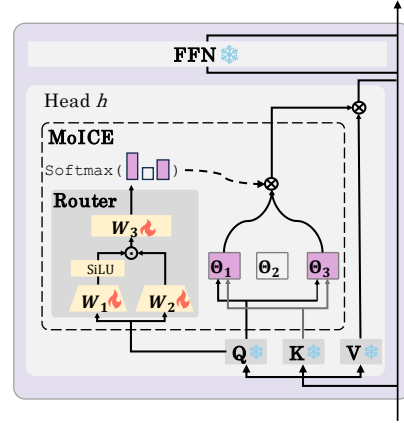 FFN
Head h
MoICE
Softmax( )
Router
W3
SiLU
W1 W2
Θ1 Θ2 Θ3
Q K V